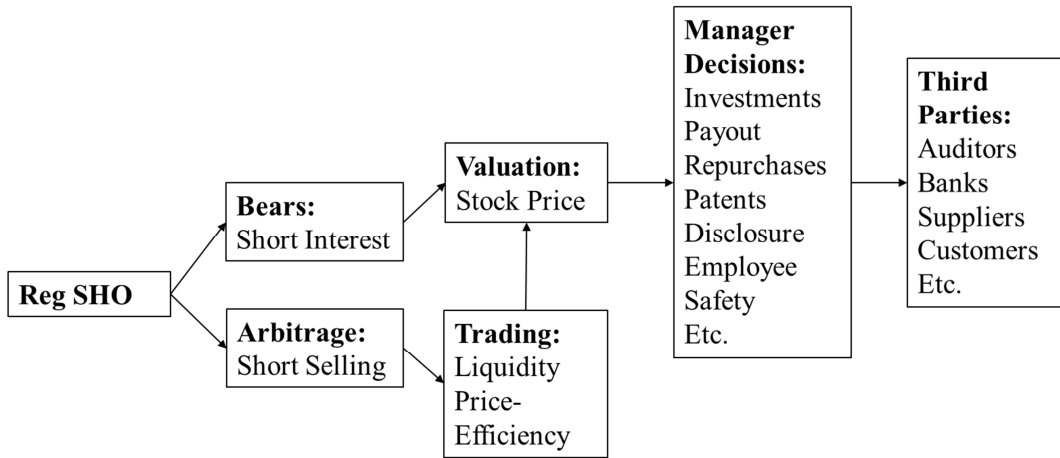 Reg SHO
Bears:
Short Interest
Arbitrage:
Short Selling
Valuation:
Stock Price
Trading:
Liquidity
Price-
Efficiency
Manager
Decisions:
Investments
Payout
Repurchases
Patents
Disclosure
Employee
Safety
Etc.
Third
Parties:
Auditors
Banks
Suppliers
Customers
Etc.